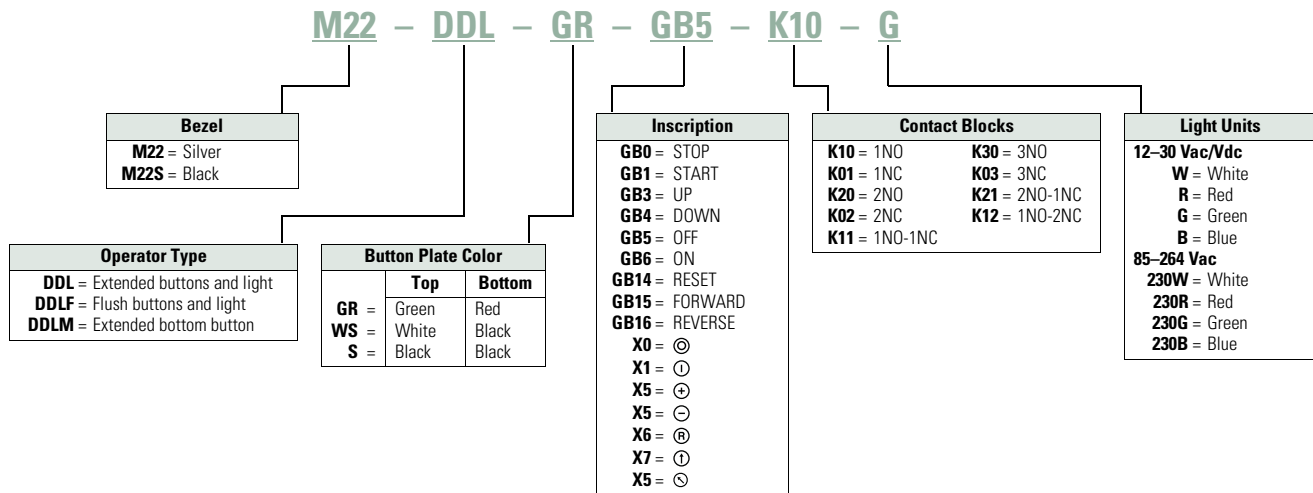 M22 – DDL – GR – GB5 – K10 – G
Bezel
M22 = Silver
M22S = Black
Operator Type
DDL = Extended buttons and light
DDLF = Flush buttons and light
DDLM = Extended bottom button
Button Plate Color
Top Bottom
GR = Green Red
WS = White Black
S = Black Black
Inscription
GB0 = STOP
GB1 = START
GB3 = UP
GB4 = DOWN
GB5 = OFF
GB6 = ON
GB14 = RESET
GB15 = FORWARD
GB16 = REVERSE
X0 =
X1 =
X5 =
X5 =
X6 = Ⓡ
X7 =
X5 =
Contact Blocks
K10 = 1NO K30 = 3NO
K01 = 1NC K03 = 3NC
K20 = 2NO K21 = 2NO-1NC
K02 = 2NC K12 = 1NO-2NC
K11 = 1NO-1NC
Light Units
12–30 Vac/Vdc
W = White
R = Red
G = Green
B = Blue
85–264 Vac
230W = White
230R = Red
230G = Green
230B = Blue